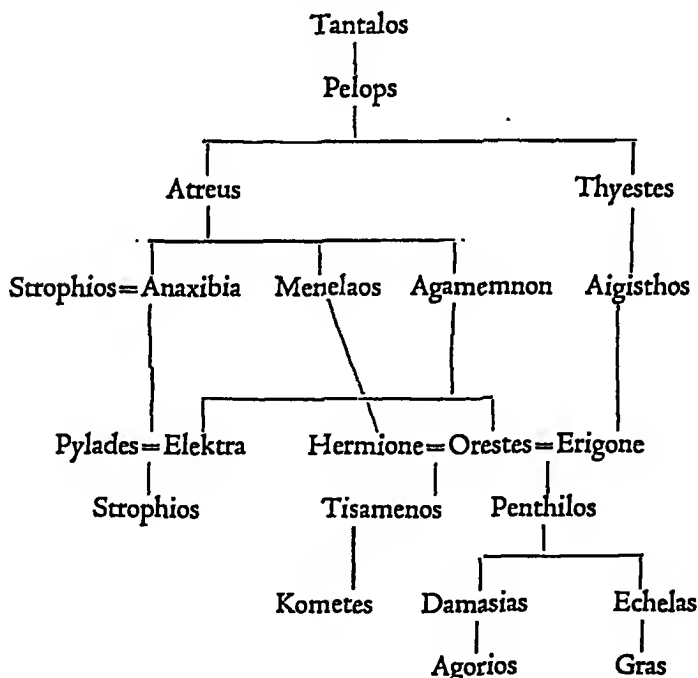 Tantalos
Pelops
Atreus Thyestes
Strophios=Anaxibia Menelaos Agamemnon Aigisthos
Pylades=Elektra Hermione=Orestes=Erigone
Strophios Tisamenos Penthilos
Kometes Damasias Echelas
Agorios Gras